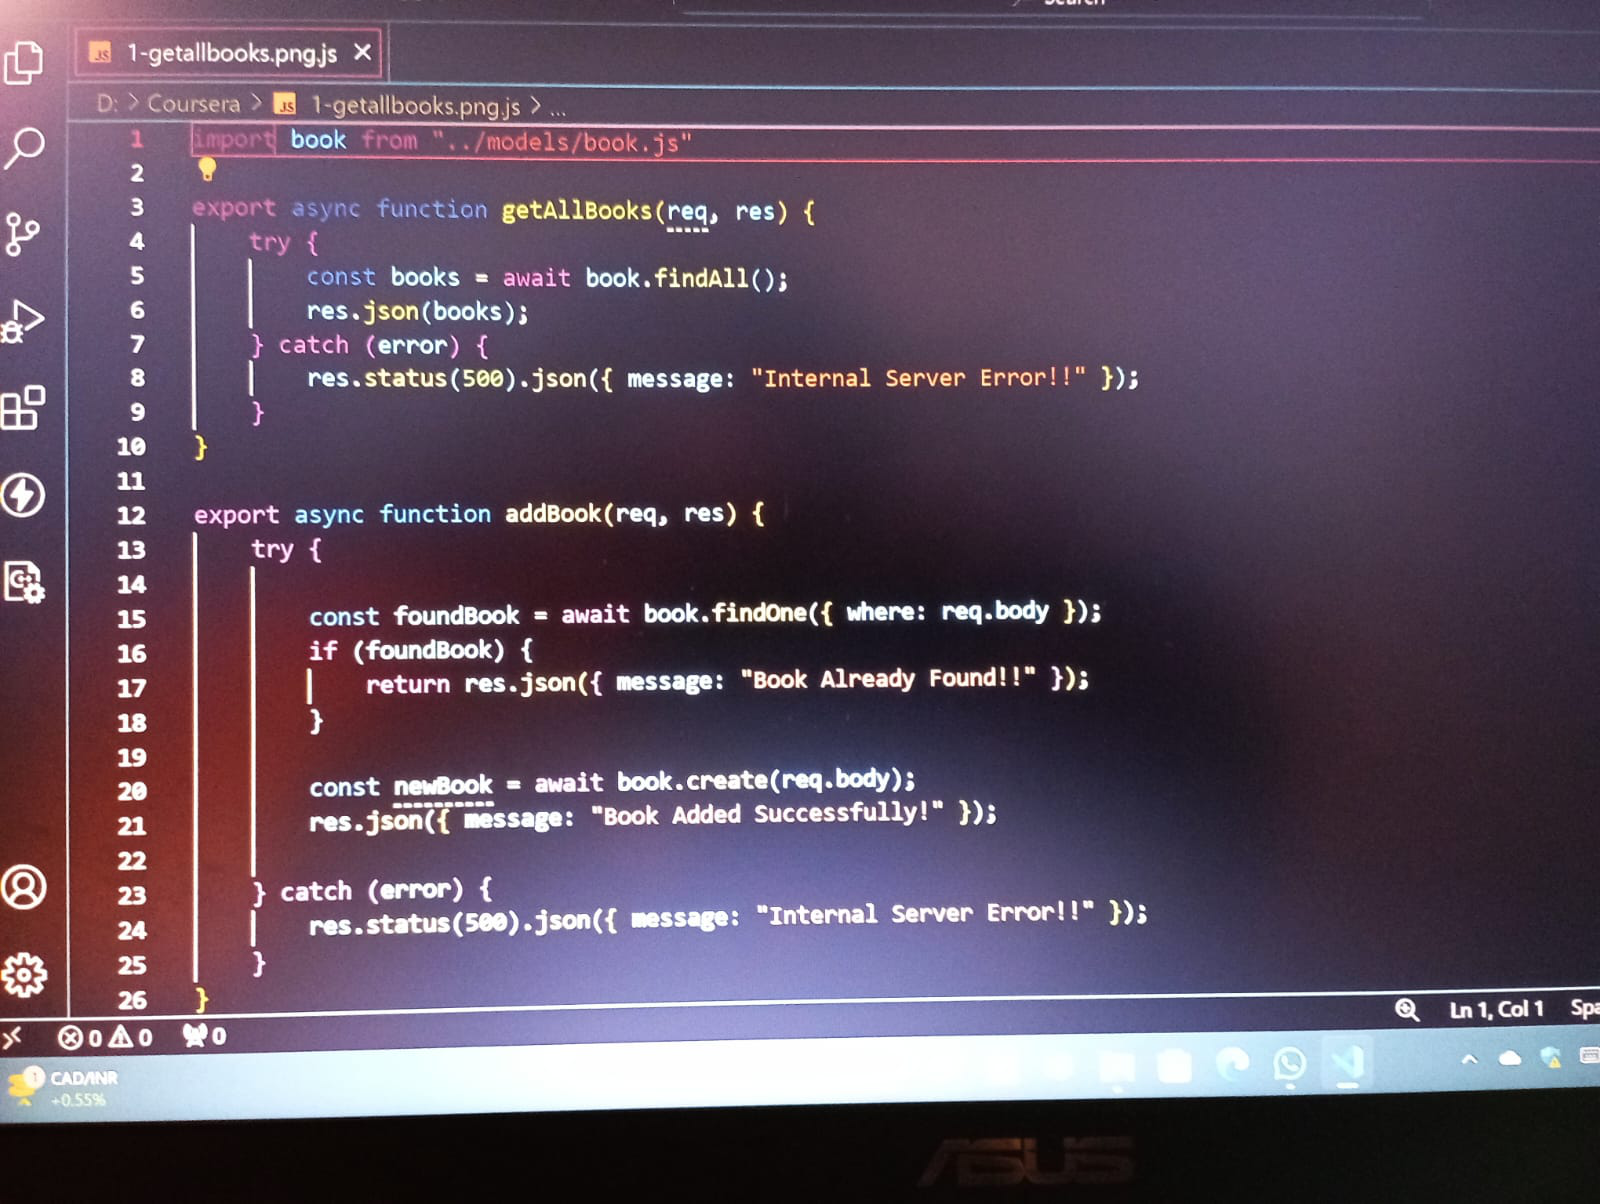 Search
1-getallbooks.png.js
D: > Coursera > 1-getallbooks.png.js > ...
1 import book from "../models/book.js"
2
3 export async function getAllBooks(req, res) {
4 try {
5 const books = await book.findAll();
6 res.json(books);
7 } catch (error) {
8 res.status(500).json({ message: "Internal Server Error!!" });
9 }
10 }
11
12 export async function addBook(req, res) {
13 try {
14
15 const foundBook = await book.findOne({ where: req.body });
16 if (foundBook) {
17 return res.json({ message: "Book Already Found!!" });
18 }
19
20 const newBook = await book.create(req.body);
21 res.json({ message: "Book Added Successfully!" });
22
23 } catch (error) {
24 res.status(500).json({ message: "Internal Server Error!!" });
25 }
26 }
0 0 0 Ln 1, Col 1 Spa
1 CAD/INR
+0.55%
ASUS